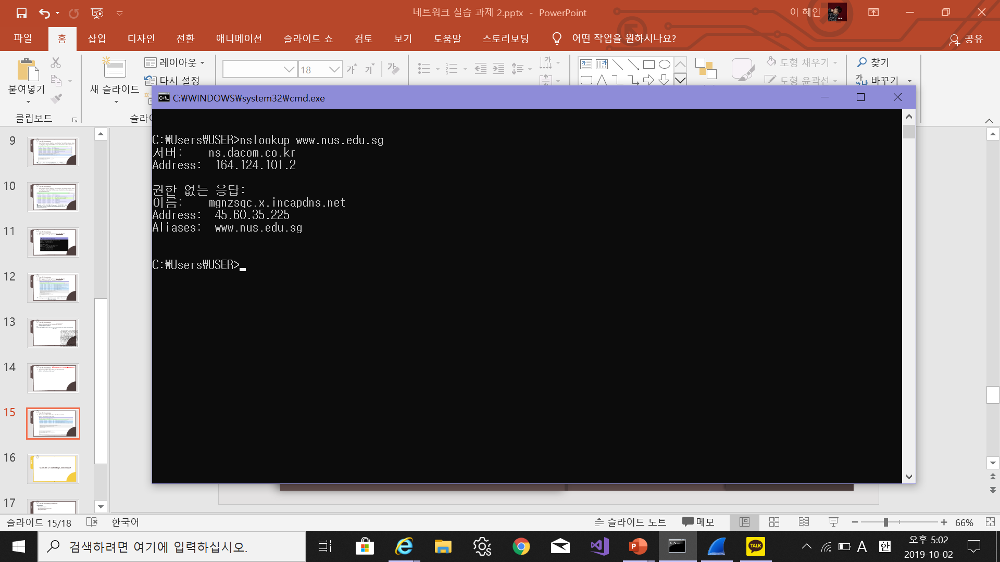 네트워크 실습 과제 2.pptx - PowerPoint
이 혜인
파일 홈 삽입 디자인 전환 애니메이션 슬라이드 쇼 검토 보기 도움말 스토리보딩 어떤 작업을 원하시나요? 공유
붙여넣기
새 슬라이드
레이아웃
다시 설정
18
도형 채우기
도형 윤곽선
찾기
바꾸기
클립보드
C:₩WINDOWS₩system32₩cmd.exe
C:₩Users₩USER>nslookup www.nus.edu.sg
서버: ns.dacom.co.kr
Address: 164.124.101.2
권한 없는 응답:
이름: mgnzsqc.x.incapdns.net
Address: 45.60.35.225
Aliases: www.nus.edu.sg
C:₩Users₩USER>
9
10
11
12
13
14
15
16
17
슬라이드 15/18 한국어 슬라이드 노트 메모 66%
검색하려면 여기에 입력하십시오.
TALK
A 한
오후 5:02
2019-10-02